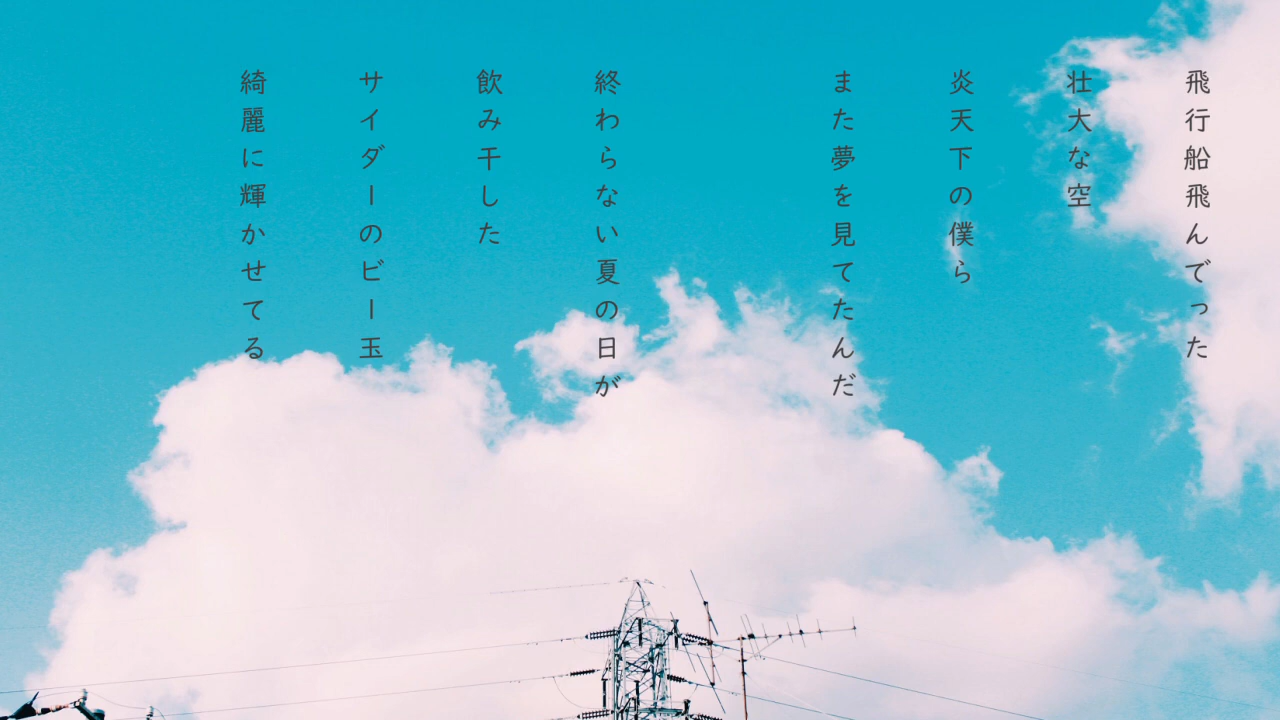 飛行船飛んでった
壮大な空
炎天下の僕ら
また夢を見てたんだ
終わらない夏の日が
飲み干した
サイダーのビー玉
綺麗に輝かせてる